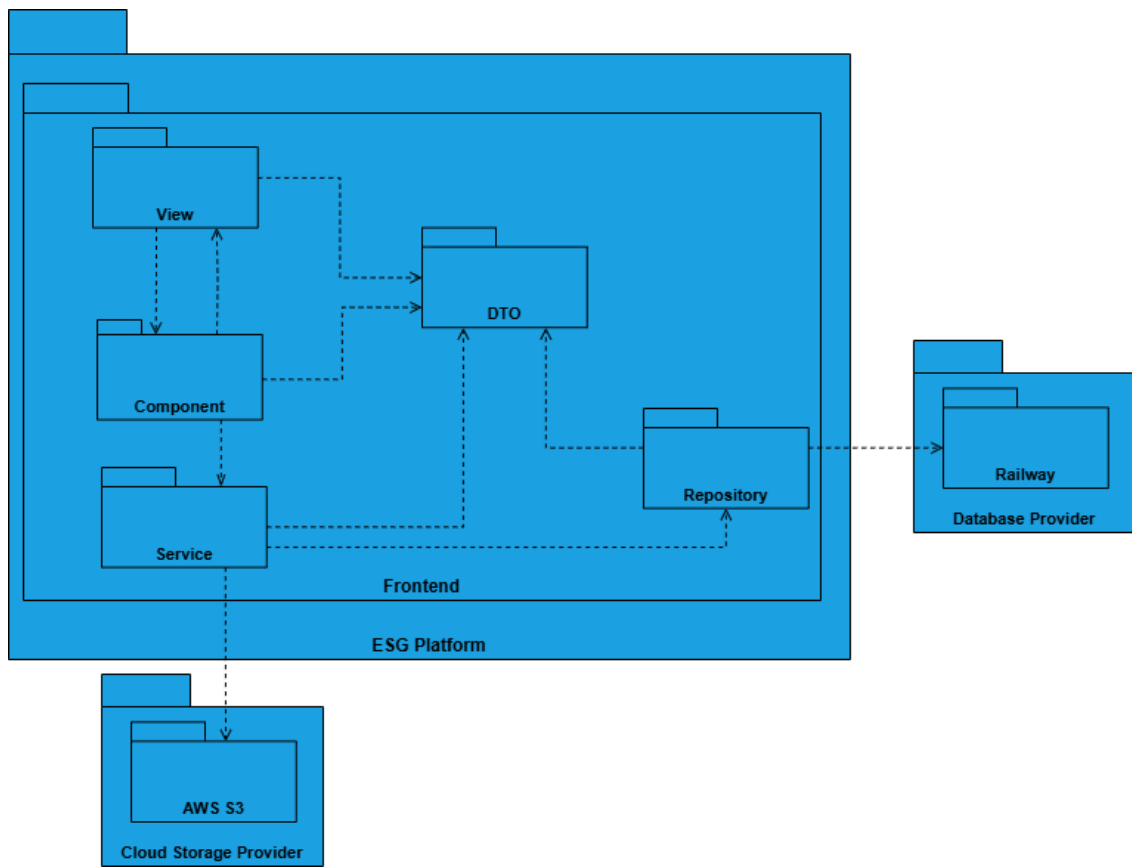 View
DTO
Component
Repository
Railway
Database Provider
Service
Frontend
ESG Platform
AWS S3
Cloud Storage Provider